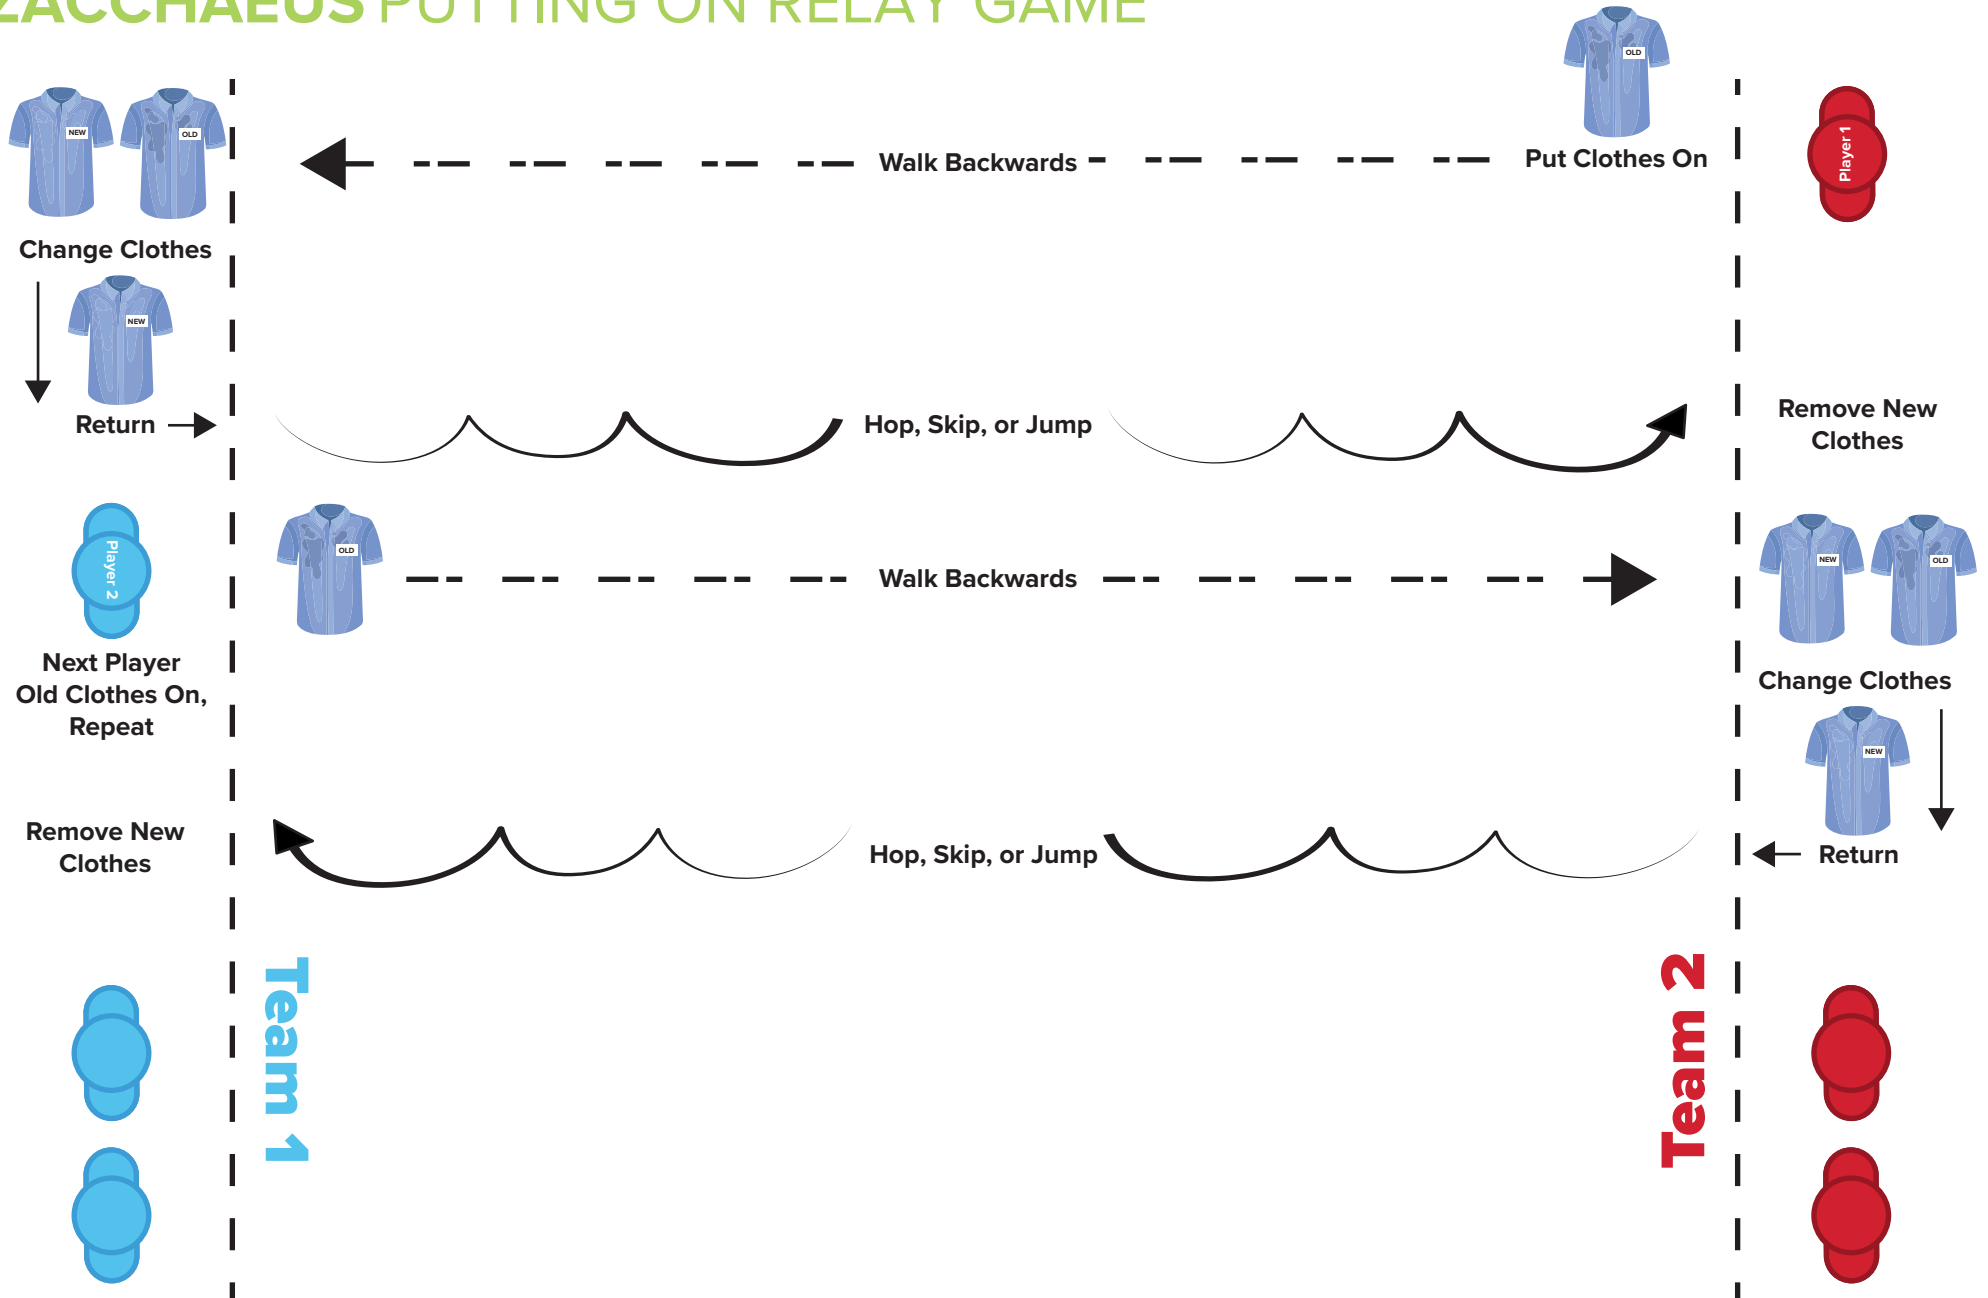 ZACCHAEUS PUTTING ON RELAY GAME
OLD
NEW
OLD
Walk Backwards
Put Clothes On
Player 1
Change Clothes
NEW
Return
Hop, Skip, or Jump
Remove New
Clothes
Player 2
OLD
Walk Backwards
NEW
OLD
Next Player
Old Clothes On,
Repeat
Change Clothes
NEW
Remove New
Clothes
Hop, Skip, or Jump
Return
Team 1
Team 2